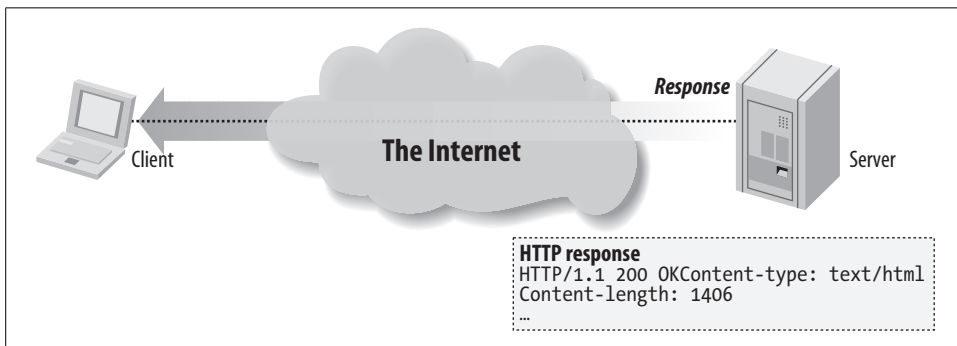 Response
Client
The Internet
Server
HTTP response
HTTP/1.1 200 OKContent-type: text/html
Content-length: 1406
…